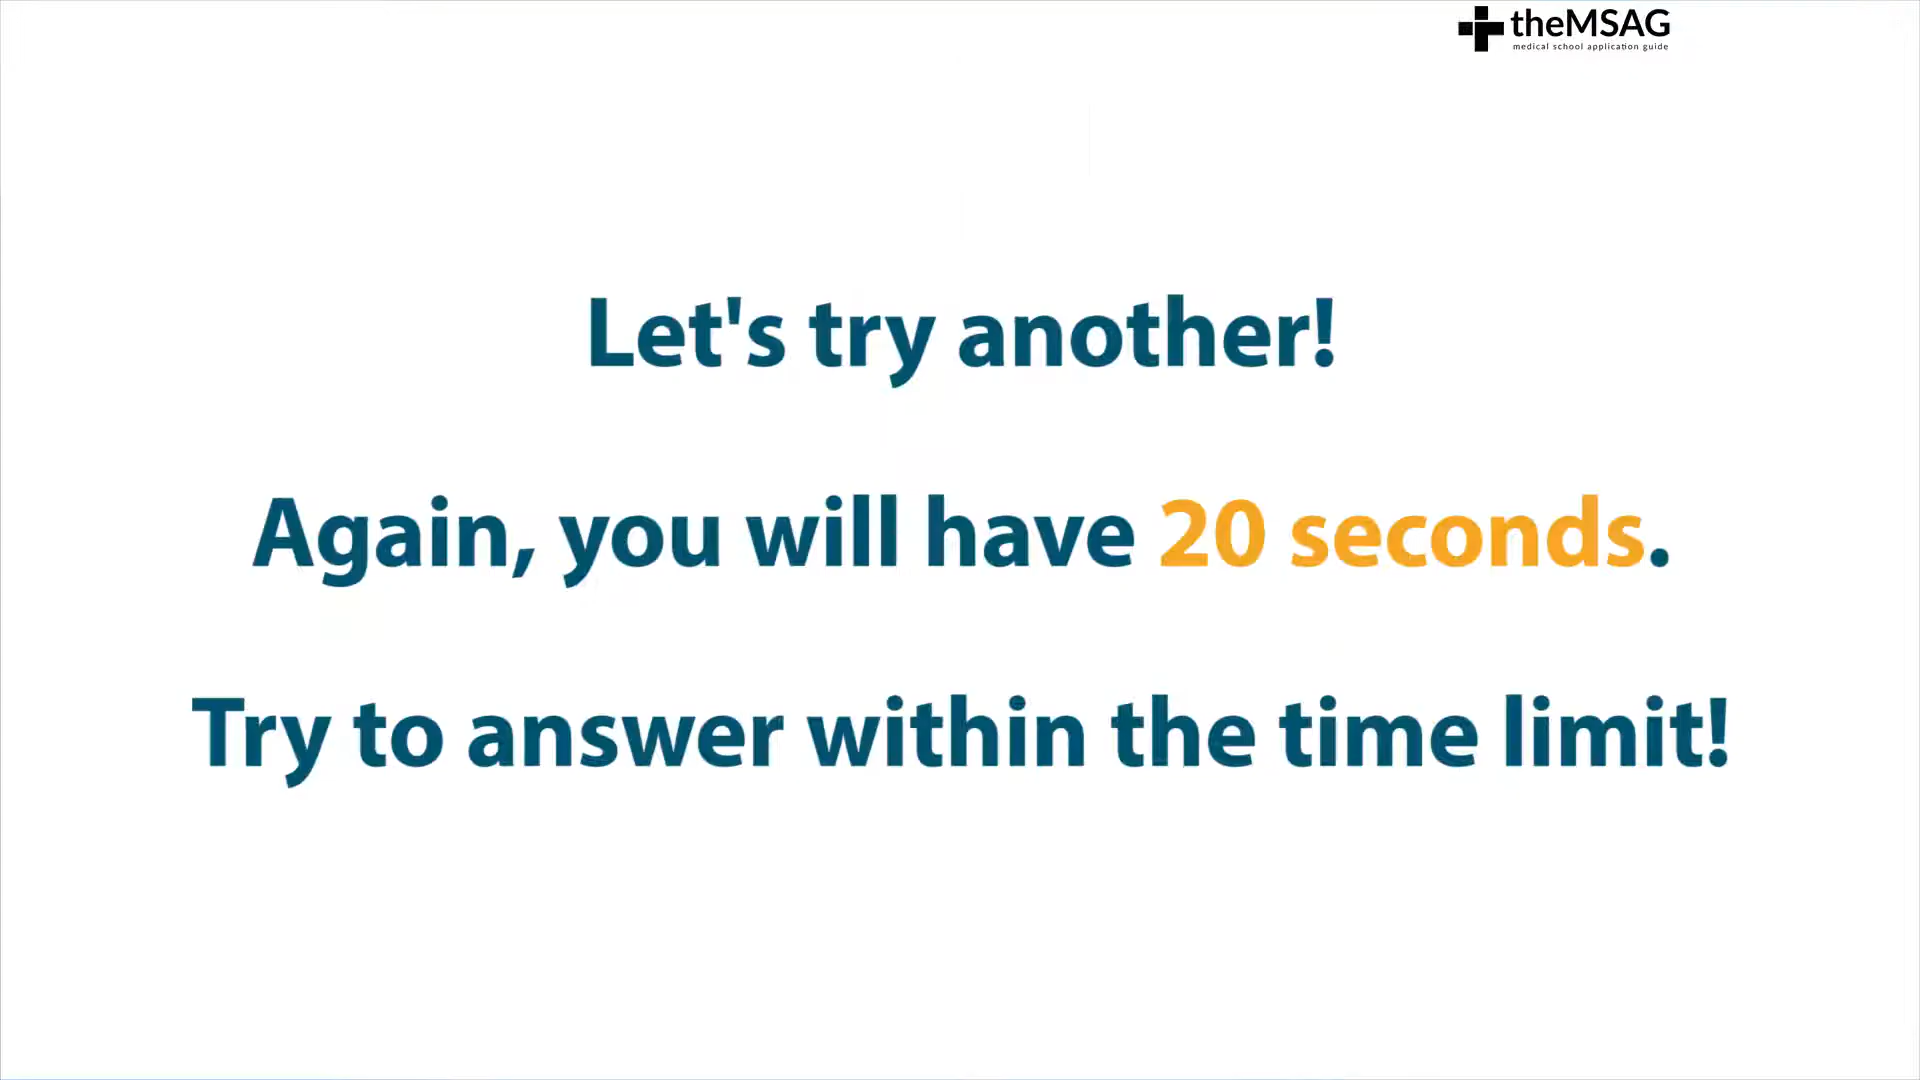 theMSAG
medical school application guide
Let's try another!
Again, you will have 20 seconds.
Try to answer within the time limit!